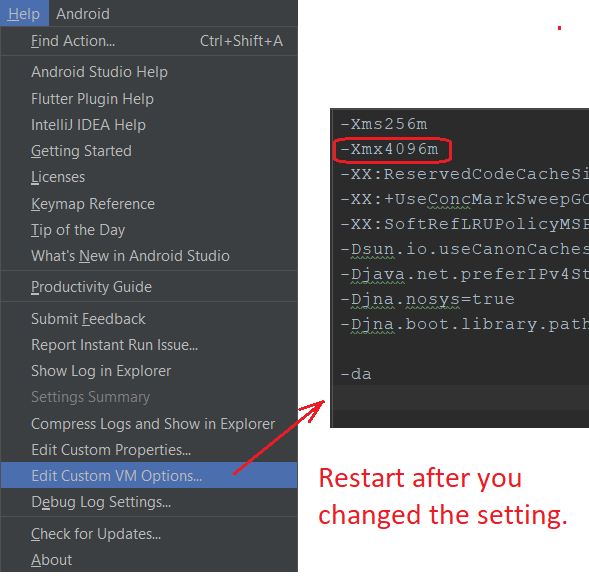 Help Android
Find Action... Ctrl+Shift+A
Android Studio Help
Flutter Plugin Help
IntelliJ IDEA Help
Getting Started
Licenses
Keymap Reference
Tip of the Day
What's New in Android Studio
Productivity Guide
Submit Feedback
Report Instant Run Issue...
Show Log in Explorer
Settings Summary
Compress Logs and Show in Explorer
Edit Custom Properties...
Edit Custom VM Options...
Debug Log Settings...
Check for Updates...
About
-Xms256m
-Xmx4096m
-XX:ReservedCodeCacheSi
-XX:+UseConcMarkSweepGC
-XX:SoftRefLRUPolicyMSP
-Dsun.io.useCanonCaches
-Djava.net.preferIPv4St
-Djna.nosys=true
-Djna.boot.library.path
-da
Restart after you
changed the setting.